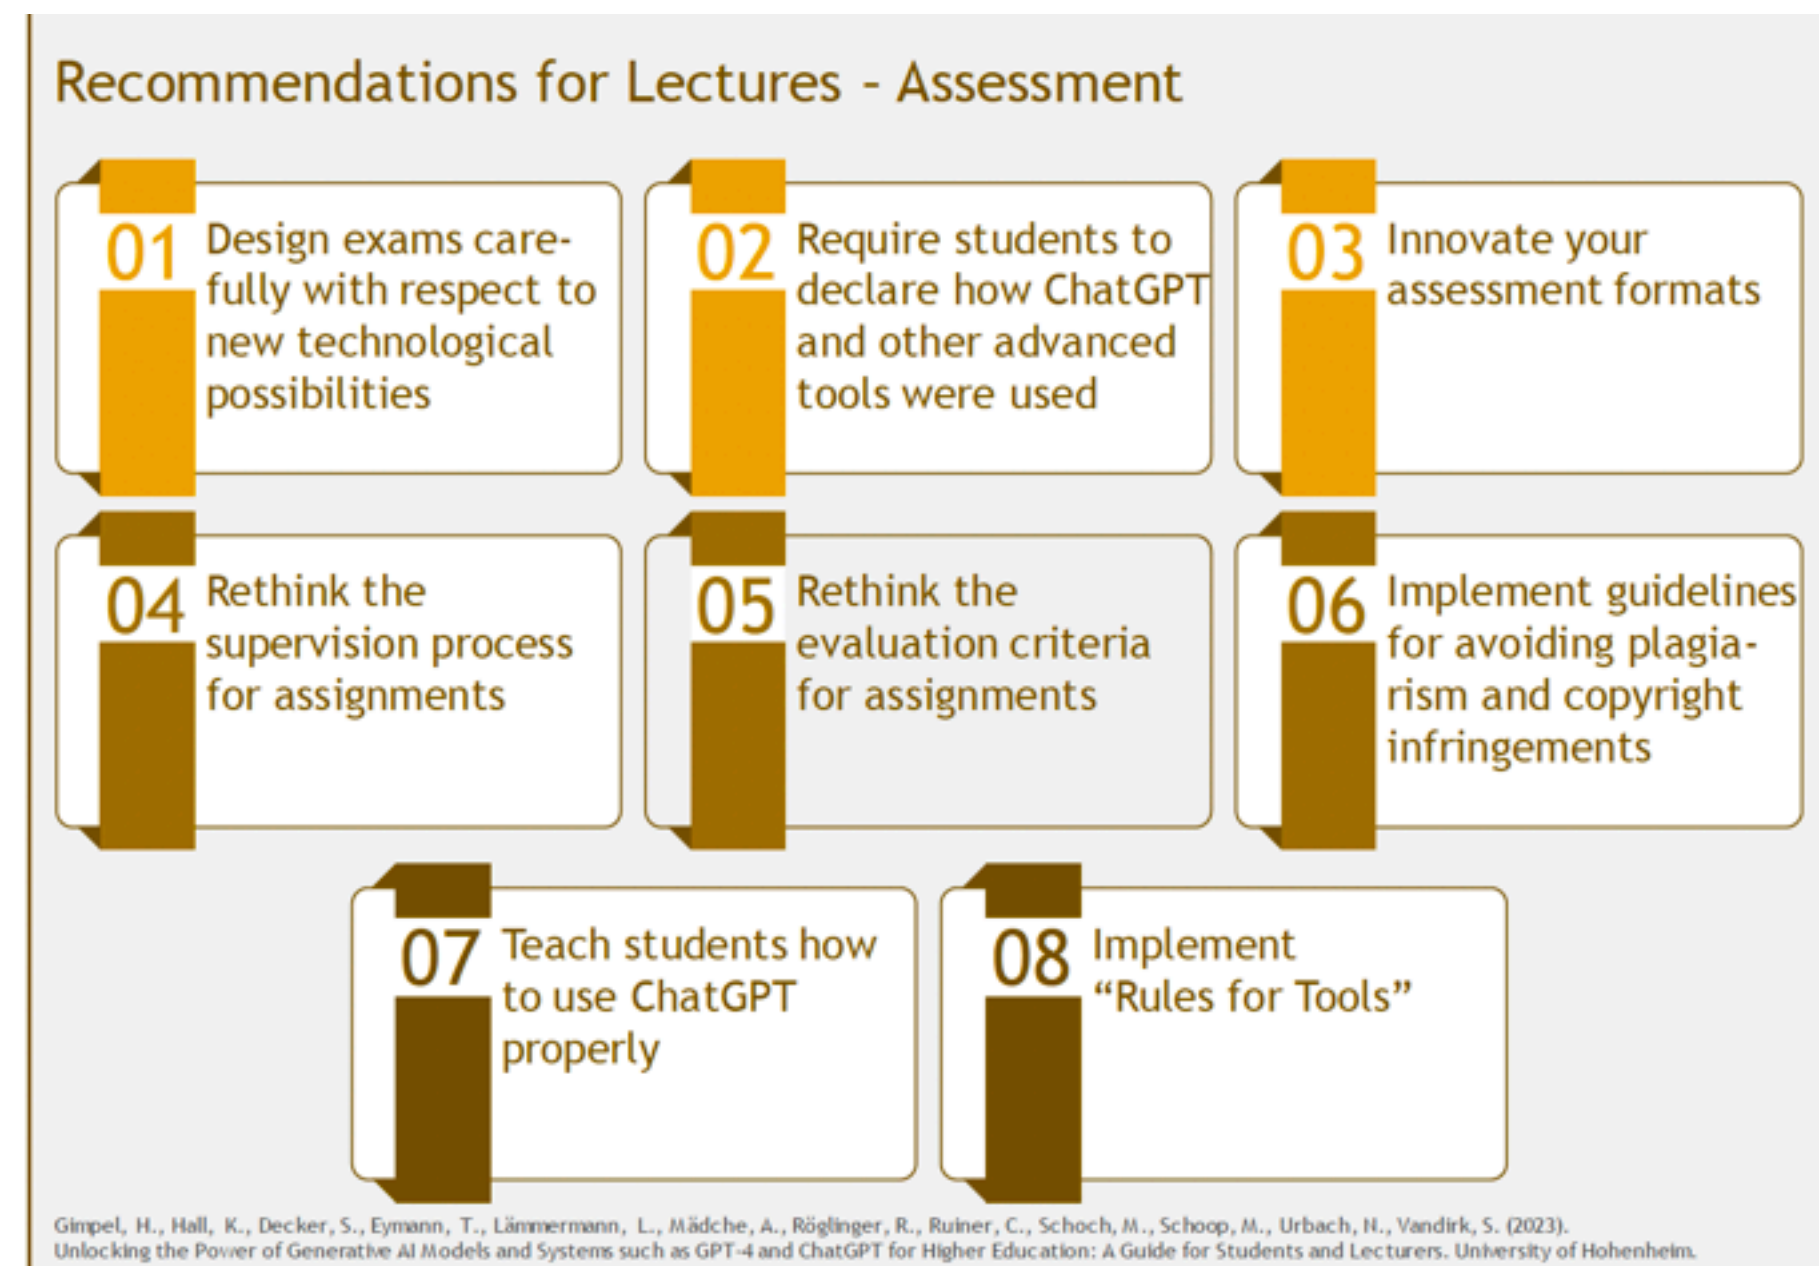 Recommendations for Lectures – Assessment
01
Design exams care-
fully with respect to
new technological
possibilities
02
Require students to
declare how ChatGPT
and other advanced
tools were used
03
Innovate your
assessment formats
04
Rethink the
supervision process
for assignments
05
Rethink the
evaluation criteria
for assignments
06
Implement guidelines
for avoiding plagia-
rism and copyright
infringements
07
Teach students how
to use ChatGPT
properly
08
Implement
“Rules for Tools”
Gimpel, H., Hall, K., Decker, S., Eymann, T., Lämmermann, L., Mädche, A., Röglinger, R., Ruiner, C., Schoch, M., Schoop, M., Urbach, N., Vandirk, S. (2023).
Unlocking the Power of Generative AI Models and Systems such as GPT-4 and ChatGPT for Higher Education: A Guide for Students and Lecturers. University of Hohenheim.